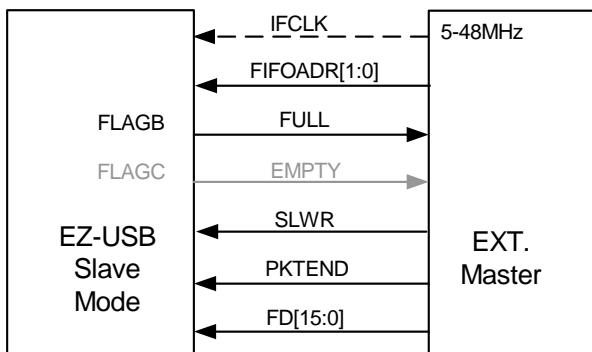 IFCLK
5-48MHz
FIFOADR[1:0]
FLAGB
FULL
FLAGC
EMPTY
SLWR
EZ-USB
Slave
Mode
EXT.
Master
PKTEND
FD[15:0]